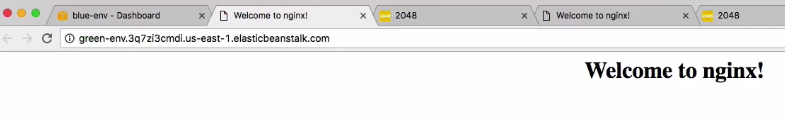 blue-env - Dashboard
Welcome to nginx!
2048
Welcome to nginx!
2048
green-env.3q7zi3cmdi.us-east-1.elasticbeanstalk.com
Welcome to nginx!